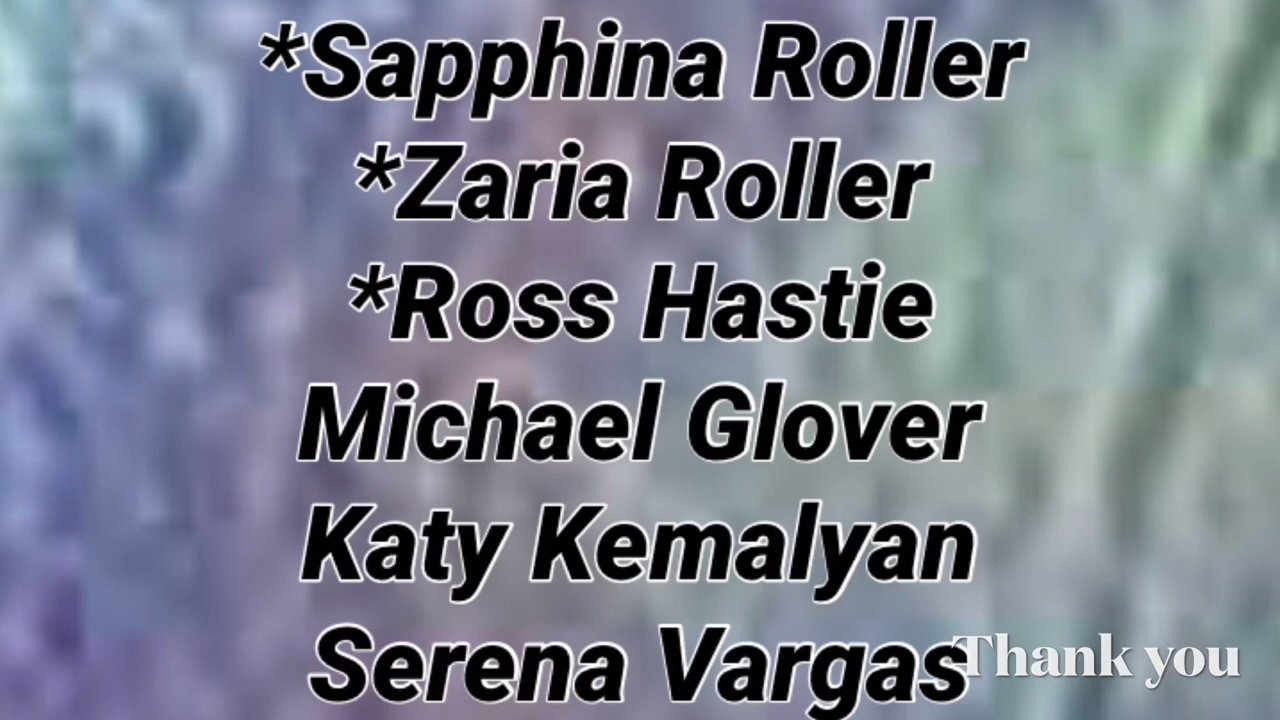 *Sapphina Roller
*Zaria Roller
*Ross Hastie
Michael Glover
Katy Kemalyan
Serena Vargas
Thank you